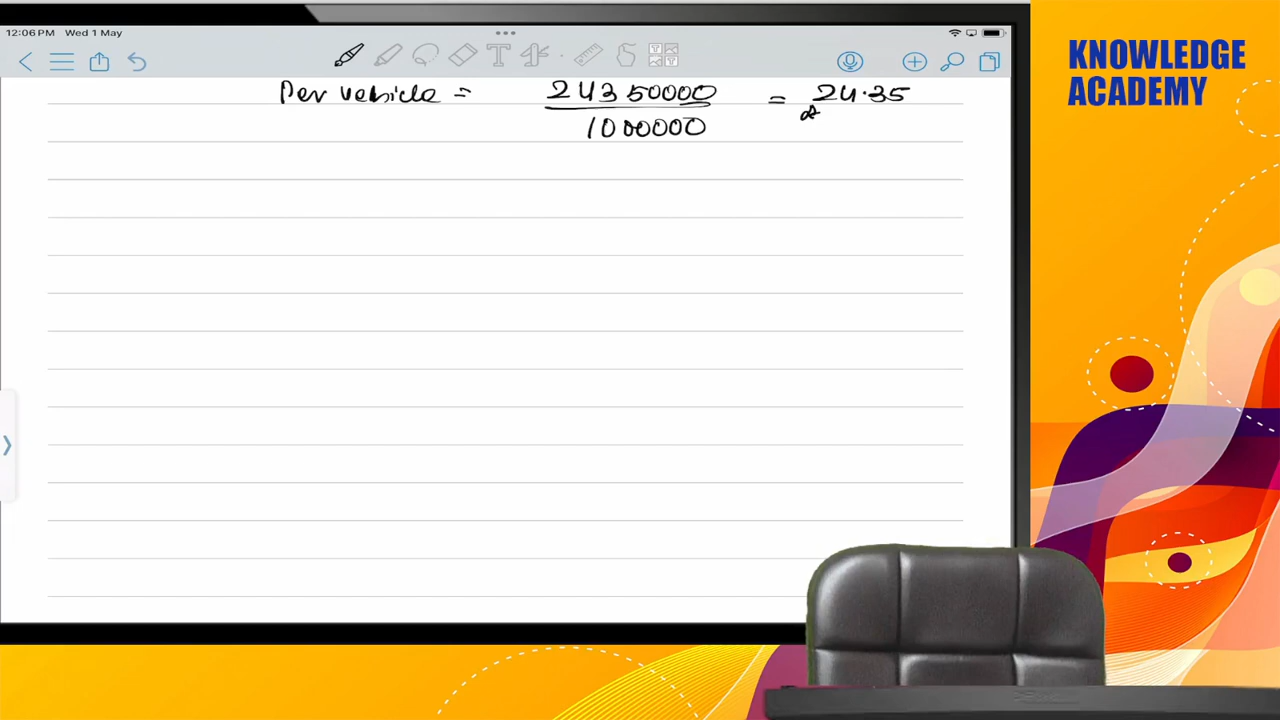 12:06 PM Wed 1 May
KNOWLEDGE
ACADEMY
Per vehicle = 24350000 = 24.35
1000000